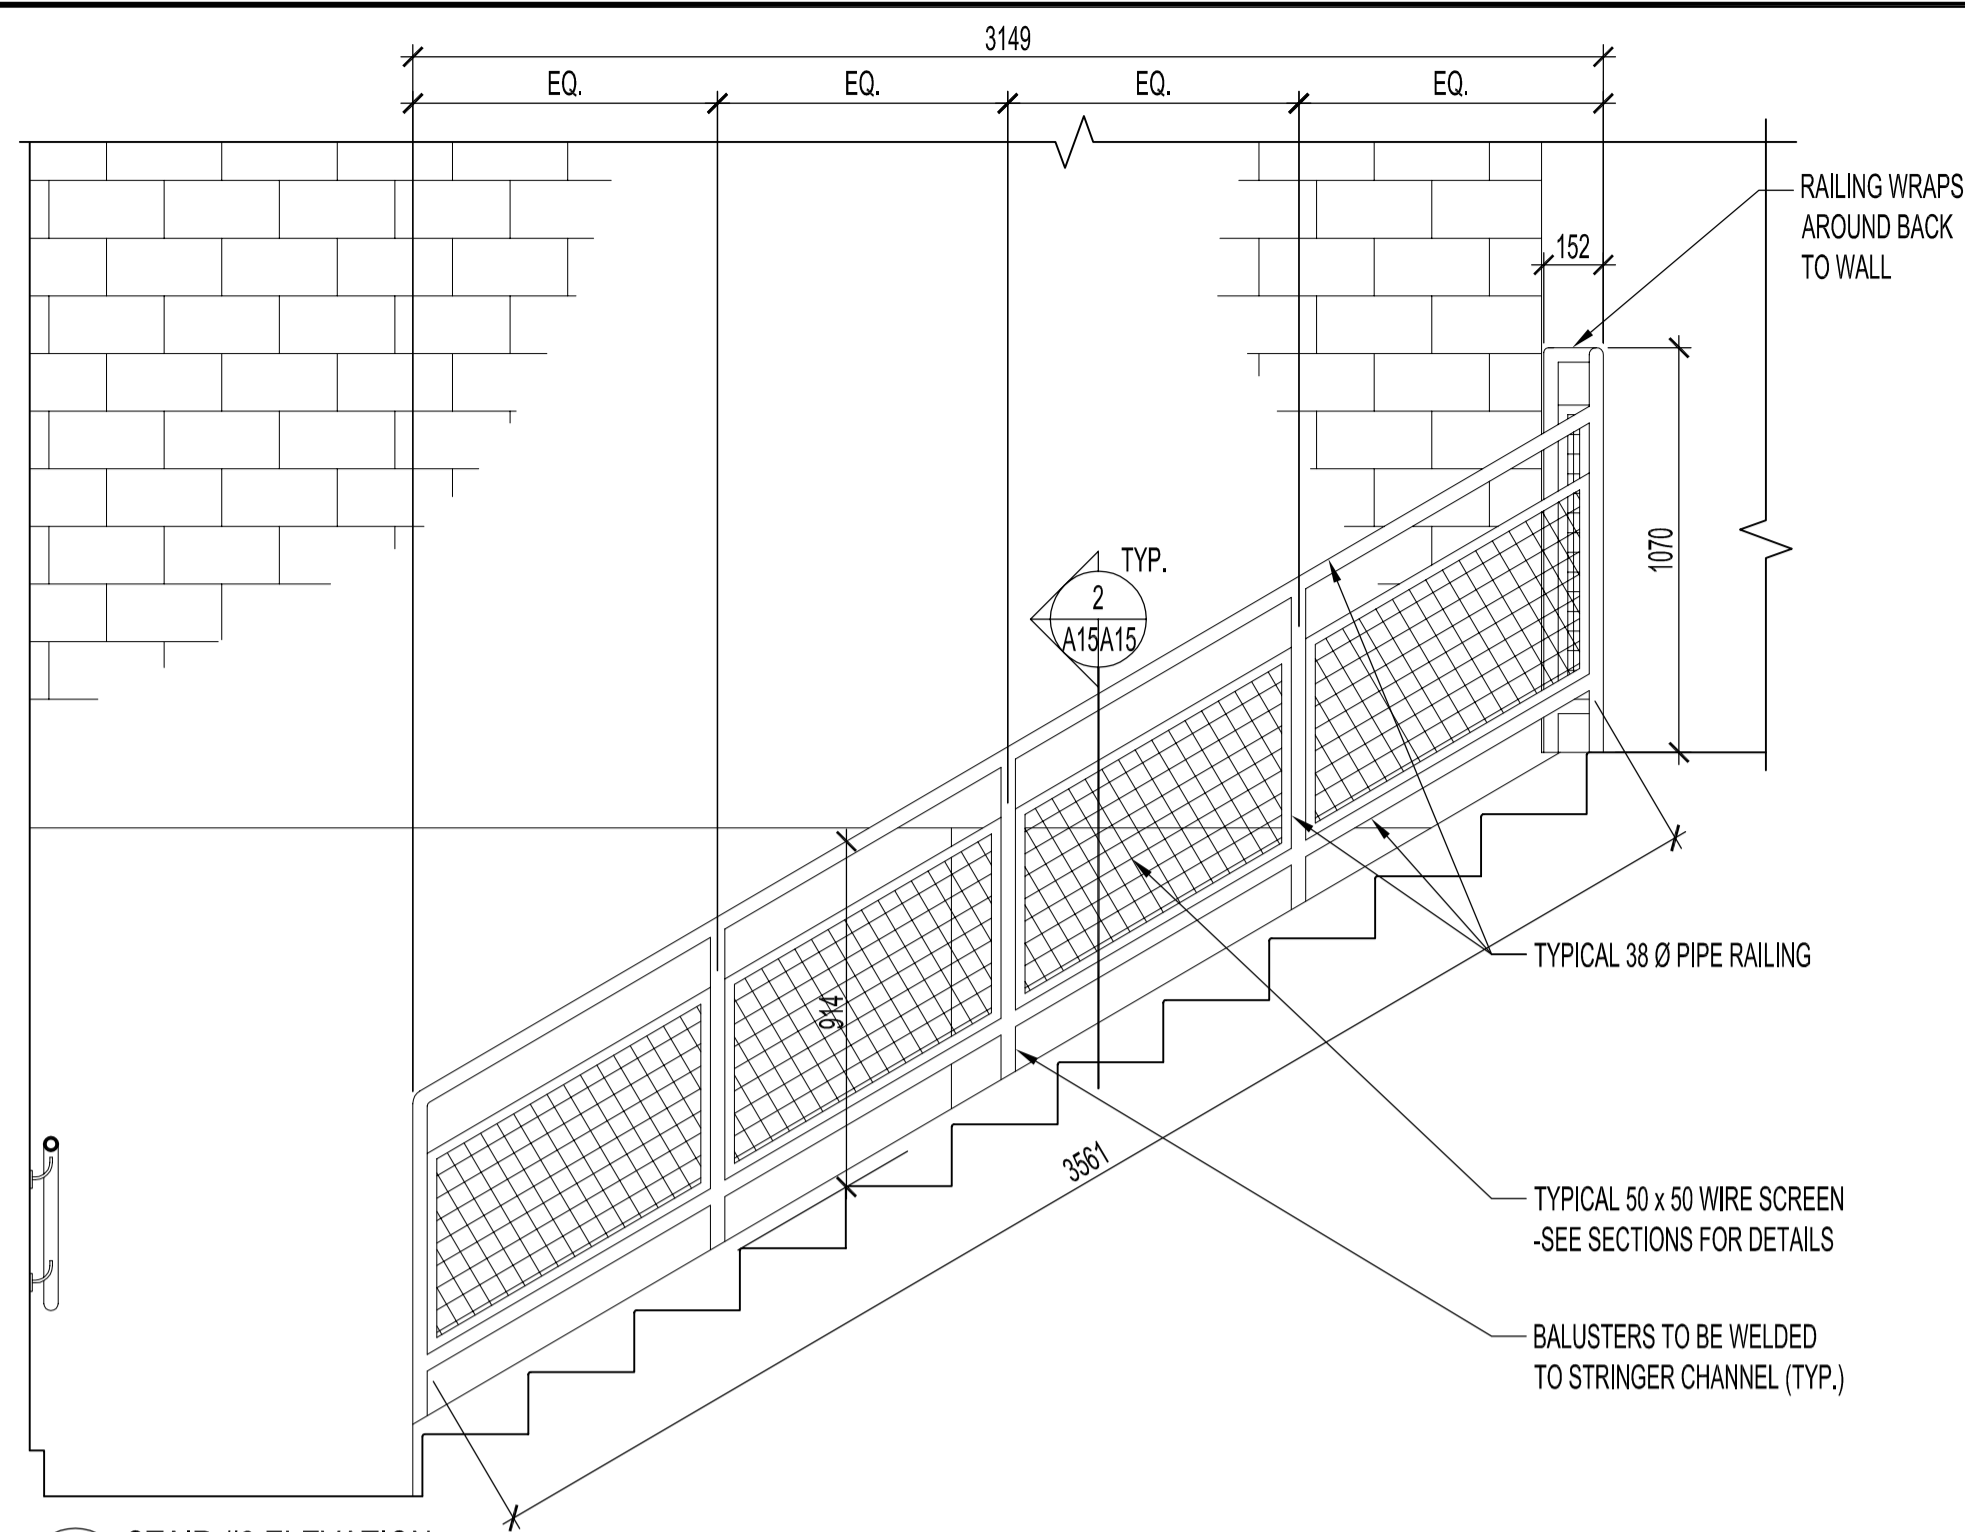 3149
EQ. EQ. EQ. EQ.
RAILING WRAPS
AROUND BACK
TO WALL
152
1070
TYP.
2
A15 A15
914
TYPICAL 38 Ø PIPE RAILING
3561
TYPICAL 50 x 50 WIRE SCREEN
-SEE SECTIONS FOR DETAILS
BALUSTERS TO BE WELDED
TO STRINGER CHANNEL (TYP.)